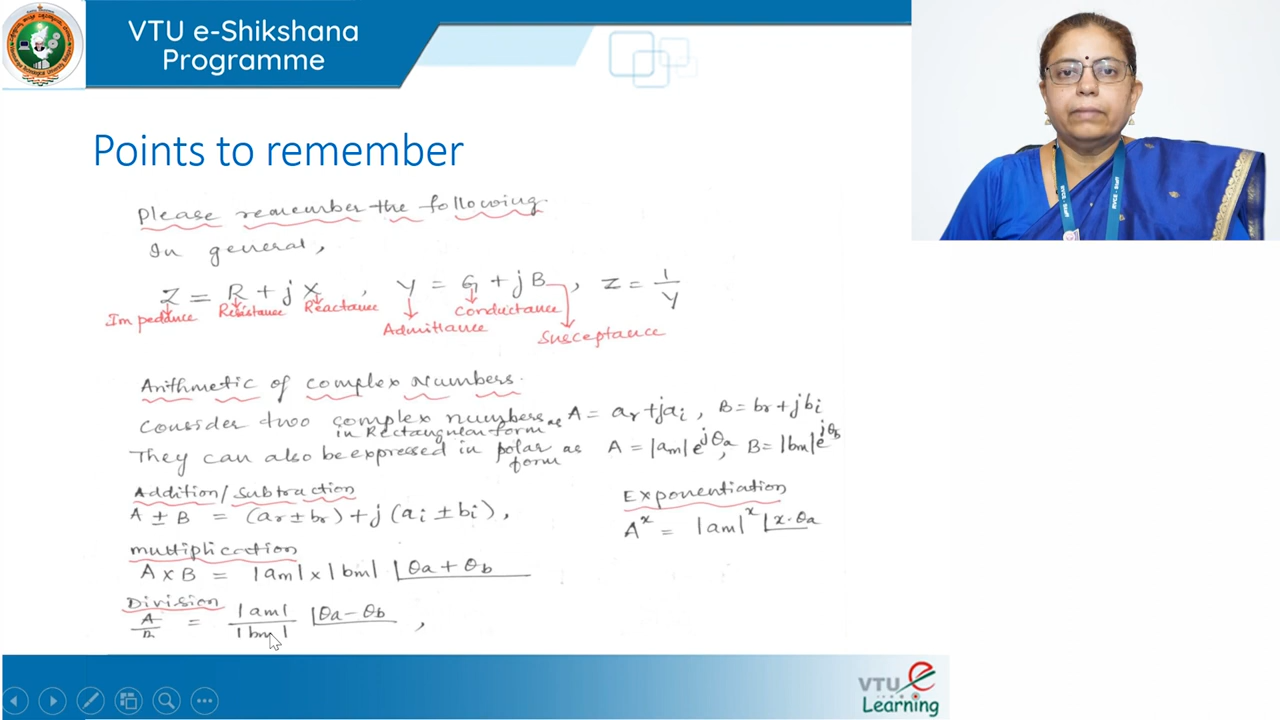 VTU e-Shikshana
Programme
Points to remember
Please remember the following.
In general,
Z = R + j X , Y = G + j B , Z = 1/Y
Impedance Resistance Reactance Admittance Conductance Susceptance
Arithmetic of complex Numbers.
Consider two complex numbers in Rectangular form as A = ar + jai , B = br + jbi
They can also be expressed in polar form as A = |am|e^jθa , B = |bm|e^jθb
Addition/Subtraction
A ± B = (ar ± br) + j (ai ± bi),
Multiplication
A x B = |am| x |bm| ∠θa + θb
Division
A/B = |am|/|bm| ∠θa - θb ,
Exponentiation
A^x = |am|^x ∠x·θa
VTU e
Learning